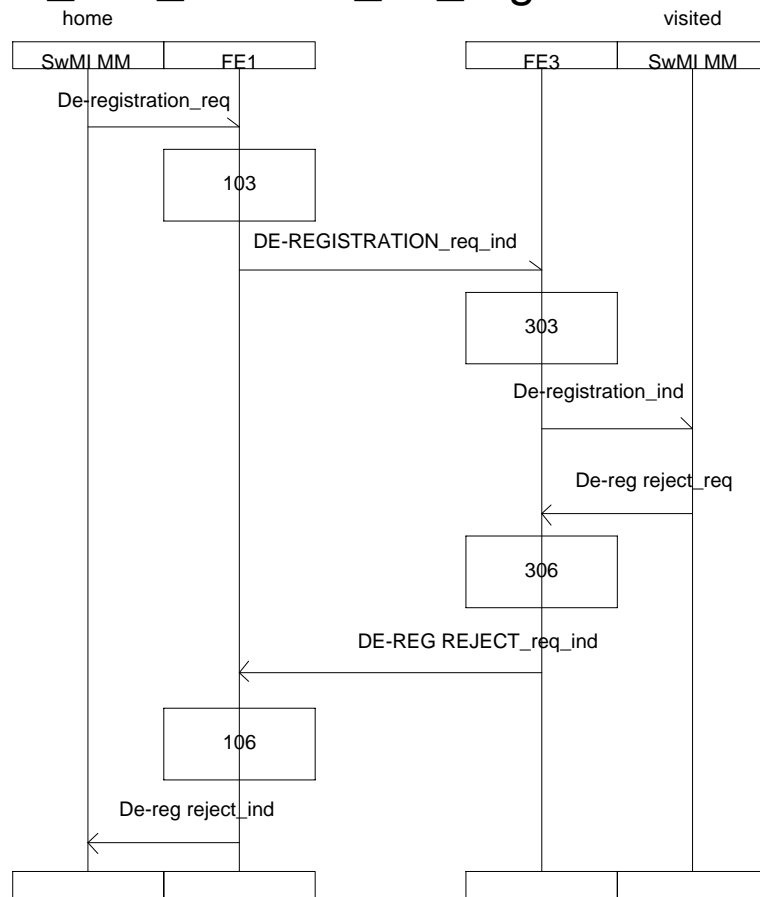 home visited
SwMI MM FE1 FE3 SwMI MM
De-registration_req
103
DE-REGISTRATION_req_ind
303
De-registration_ind
De-reg reject_req
306
DE-REG REJECT_req_ind
106
De-reg reject_ind